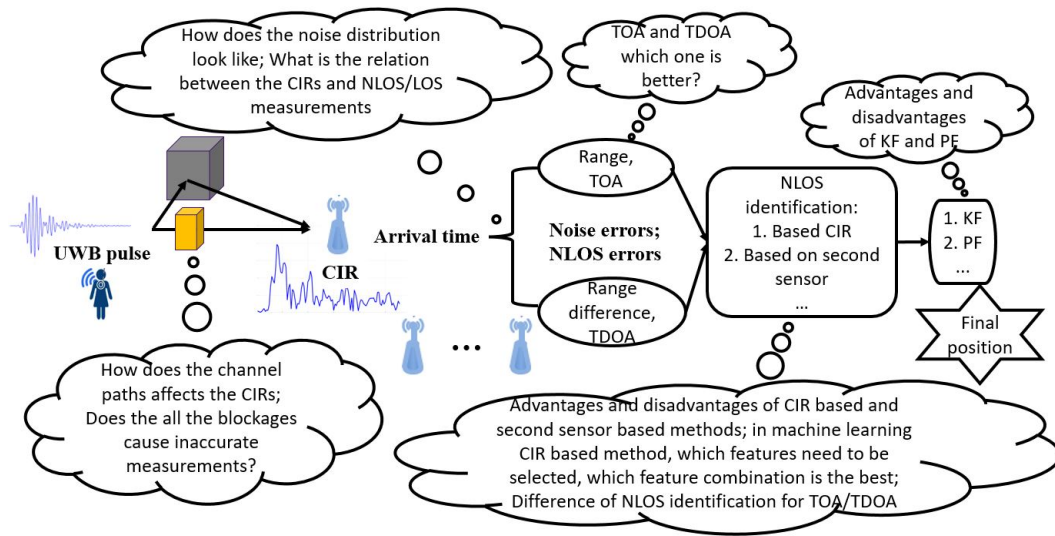 How does the noise distribution
look like; What is the relation
between the CIRs and NLOS/LOS
measurements
TOA and TDOA
which one is
better?
Advantages and
disadvantages
of KF and PF
UWB pulse
CIR
Arrival time
Range,
TOA
Noise errors;
NLOS errors
Range
difference,
TDOA
NLOS
identification:
1. Based CIR
2. Based on second
sensor
...
1. KF
2. PF
...
Final
position
...
How does the channel
paths affects the CIRs;
Does the all the blockages
cause inaccurate
measurements?
Advantages and disadvantages of CIR based and
second sensor based methods; in machine learning
CIR based method, which features need to be
selected, which feature combination is the best;
Difference of NLOS identification for TOA/TDOA